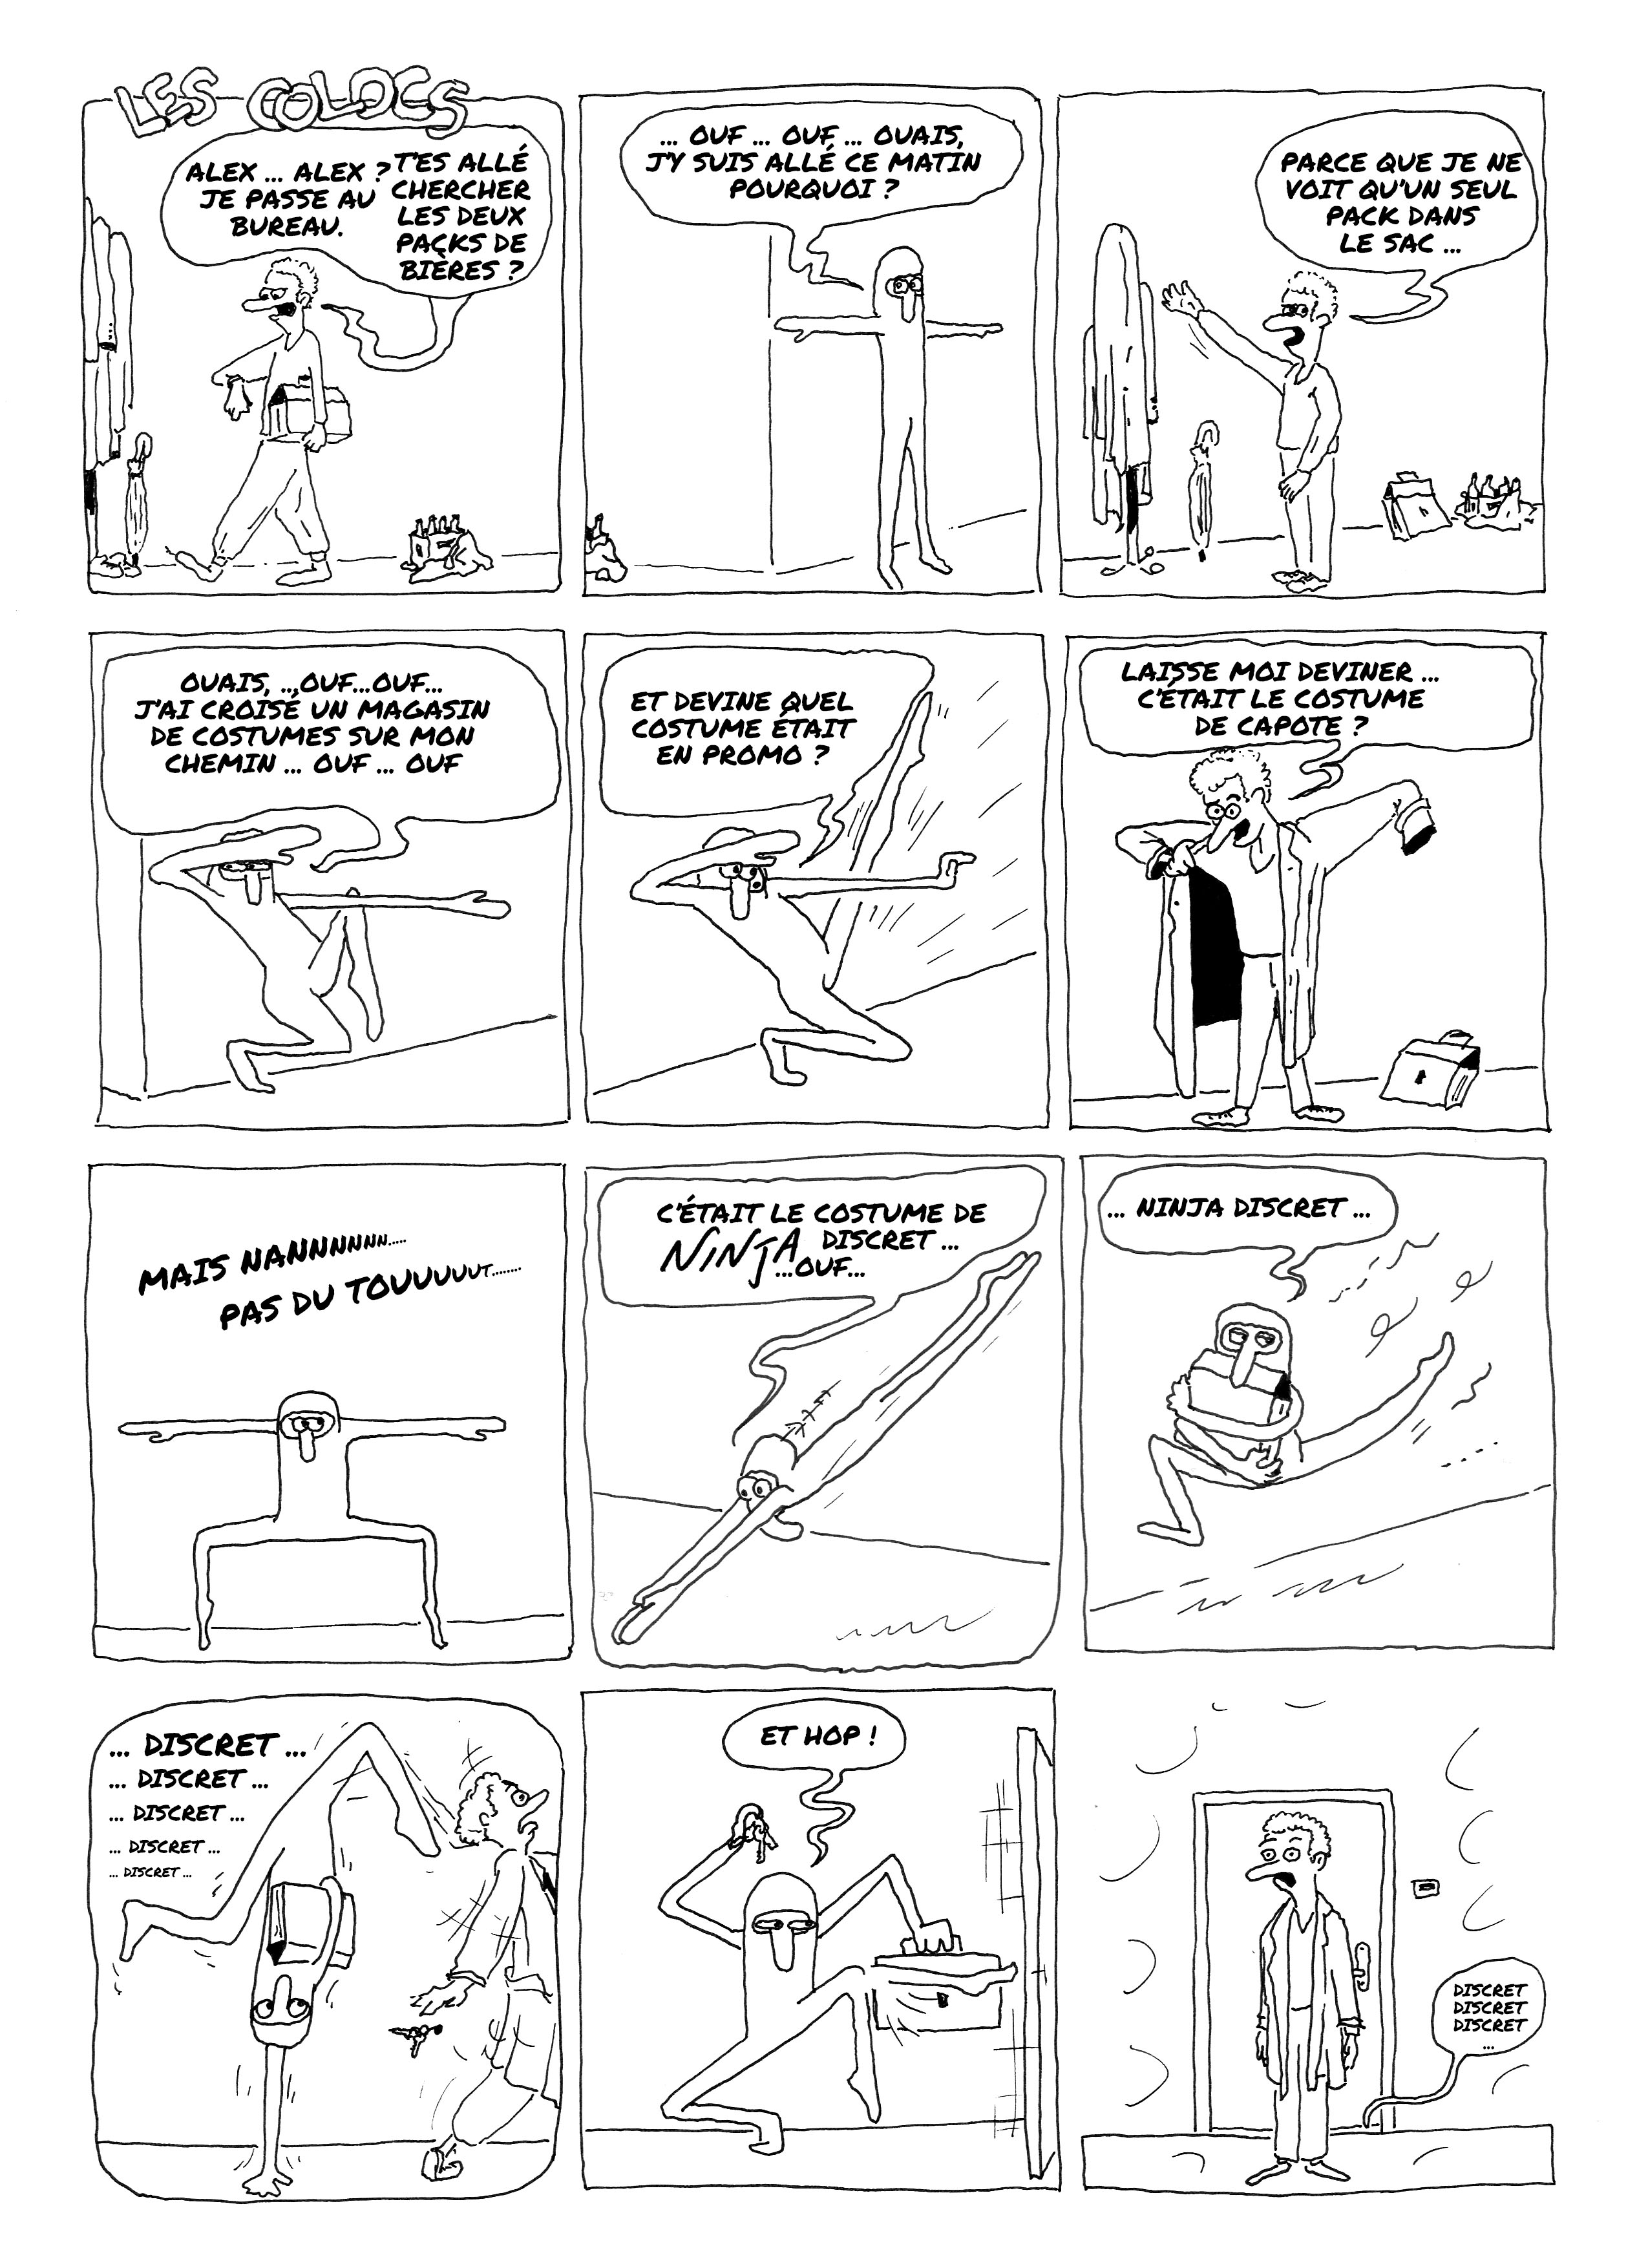 LES COLOCS
ALEX ... ALEX ?
JE PASSE AU
BUREAU.
T'ES ALLÉ
CHERCHER
LES DEUX
PACKS DE
BIÈRES ?
... OUF ... OUF ... OUAIS,
J'Y SUIS ALLÉ CE MATIN
POURQUOI ?
PARCE QUE JE NE
VOIT QU'UN SEUL
PACK DANS
LE SAC ...
OUAIS, ...OUF...OUF...
J'AI CROISÉ UN MAGASIN
DE COSTUMES SUR MON
CHEMIN ... OUF ... OUF
ET DEVINE QUEL
COSTUME ÉTAIT
EN PROMO ?
LAISSE MOI DEVINER ...
C'ÉTAIT LE COSTUME
DE CAPOTE ?
MAIS NANNNNNNN.....
PAS DU TOUUUUUUT........
C'ÉTAIT LE COSTUME DE
NINJA DISCRET ...
...OUF...
... NINJA DISCRET ...
... DISCRET ...
... DISCRET ...
... DISCRET ...
... DISCRET ...
... DISCRET ...
ET HOP !
DISCRET
DISCRET
DISCRET
...